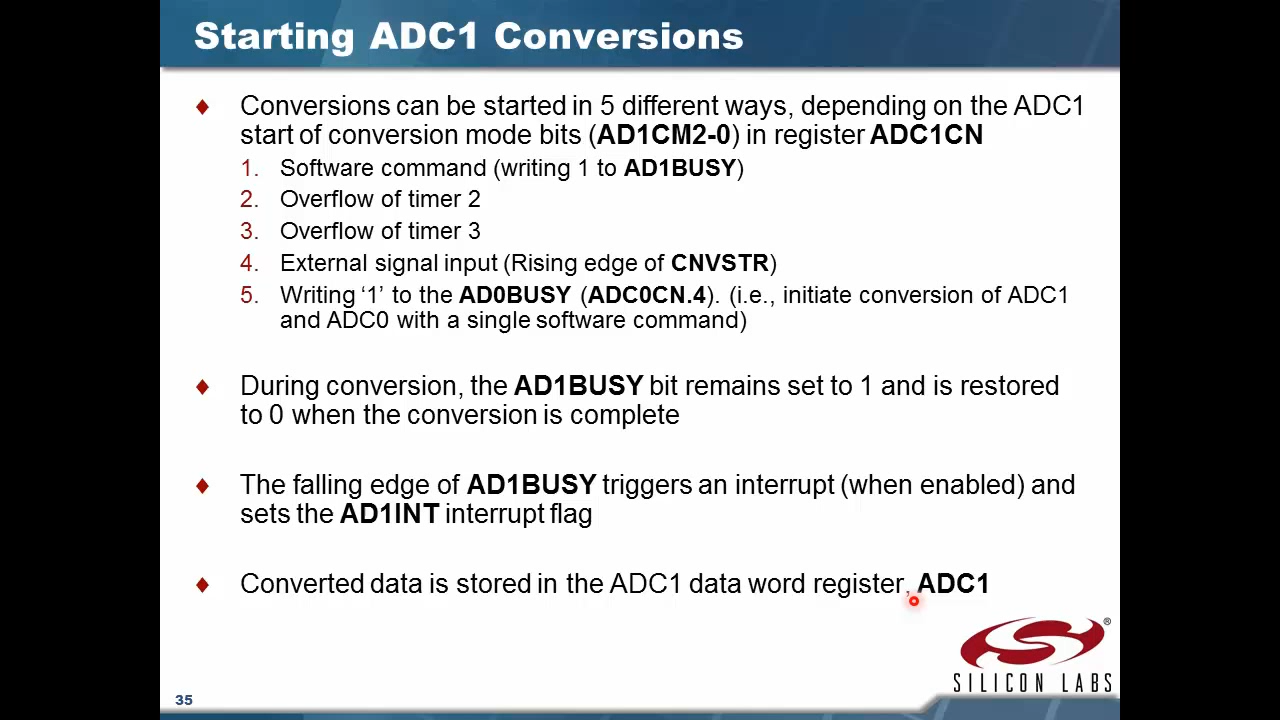 Starting ADC1 Conversions
♦ Conversions can be started in 5 different ways, depending on the ADC1
start of conversion mode bits (AD1CM2-0) in register ADC1CN
1. Software command (writing 1 to AD1BUSY)
2. Overflow of timer 2
3. Overflow of timer 3
4. External signal input (Rising edge of CNVSTR)
5. Writing ‘1’ to the AD0BUSY (ADC0CN.4). (i.e., initiate conversion of ADC1
and ADC0 with a single software command)
♦ During conversion, the AD1BUSY bit remains set to 1 and is restored
to 0 when the conversion is complete
♦ The falling edge of AD1BUSY triggers an interrupt (when enabled) and
sets the AD1INT interrupt flag
♦ Converted data is stored in the ADC1 data word register, ADC1
®
SILICON LABS
35